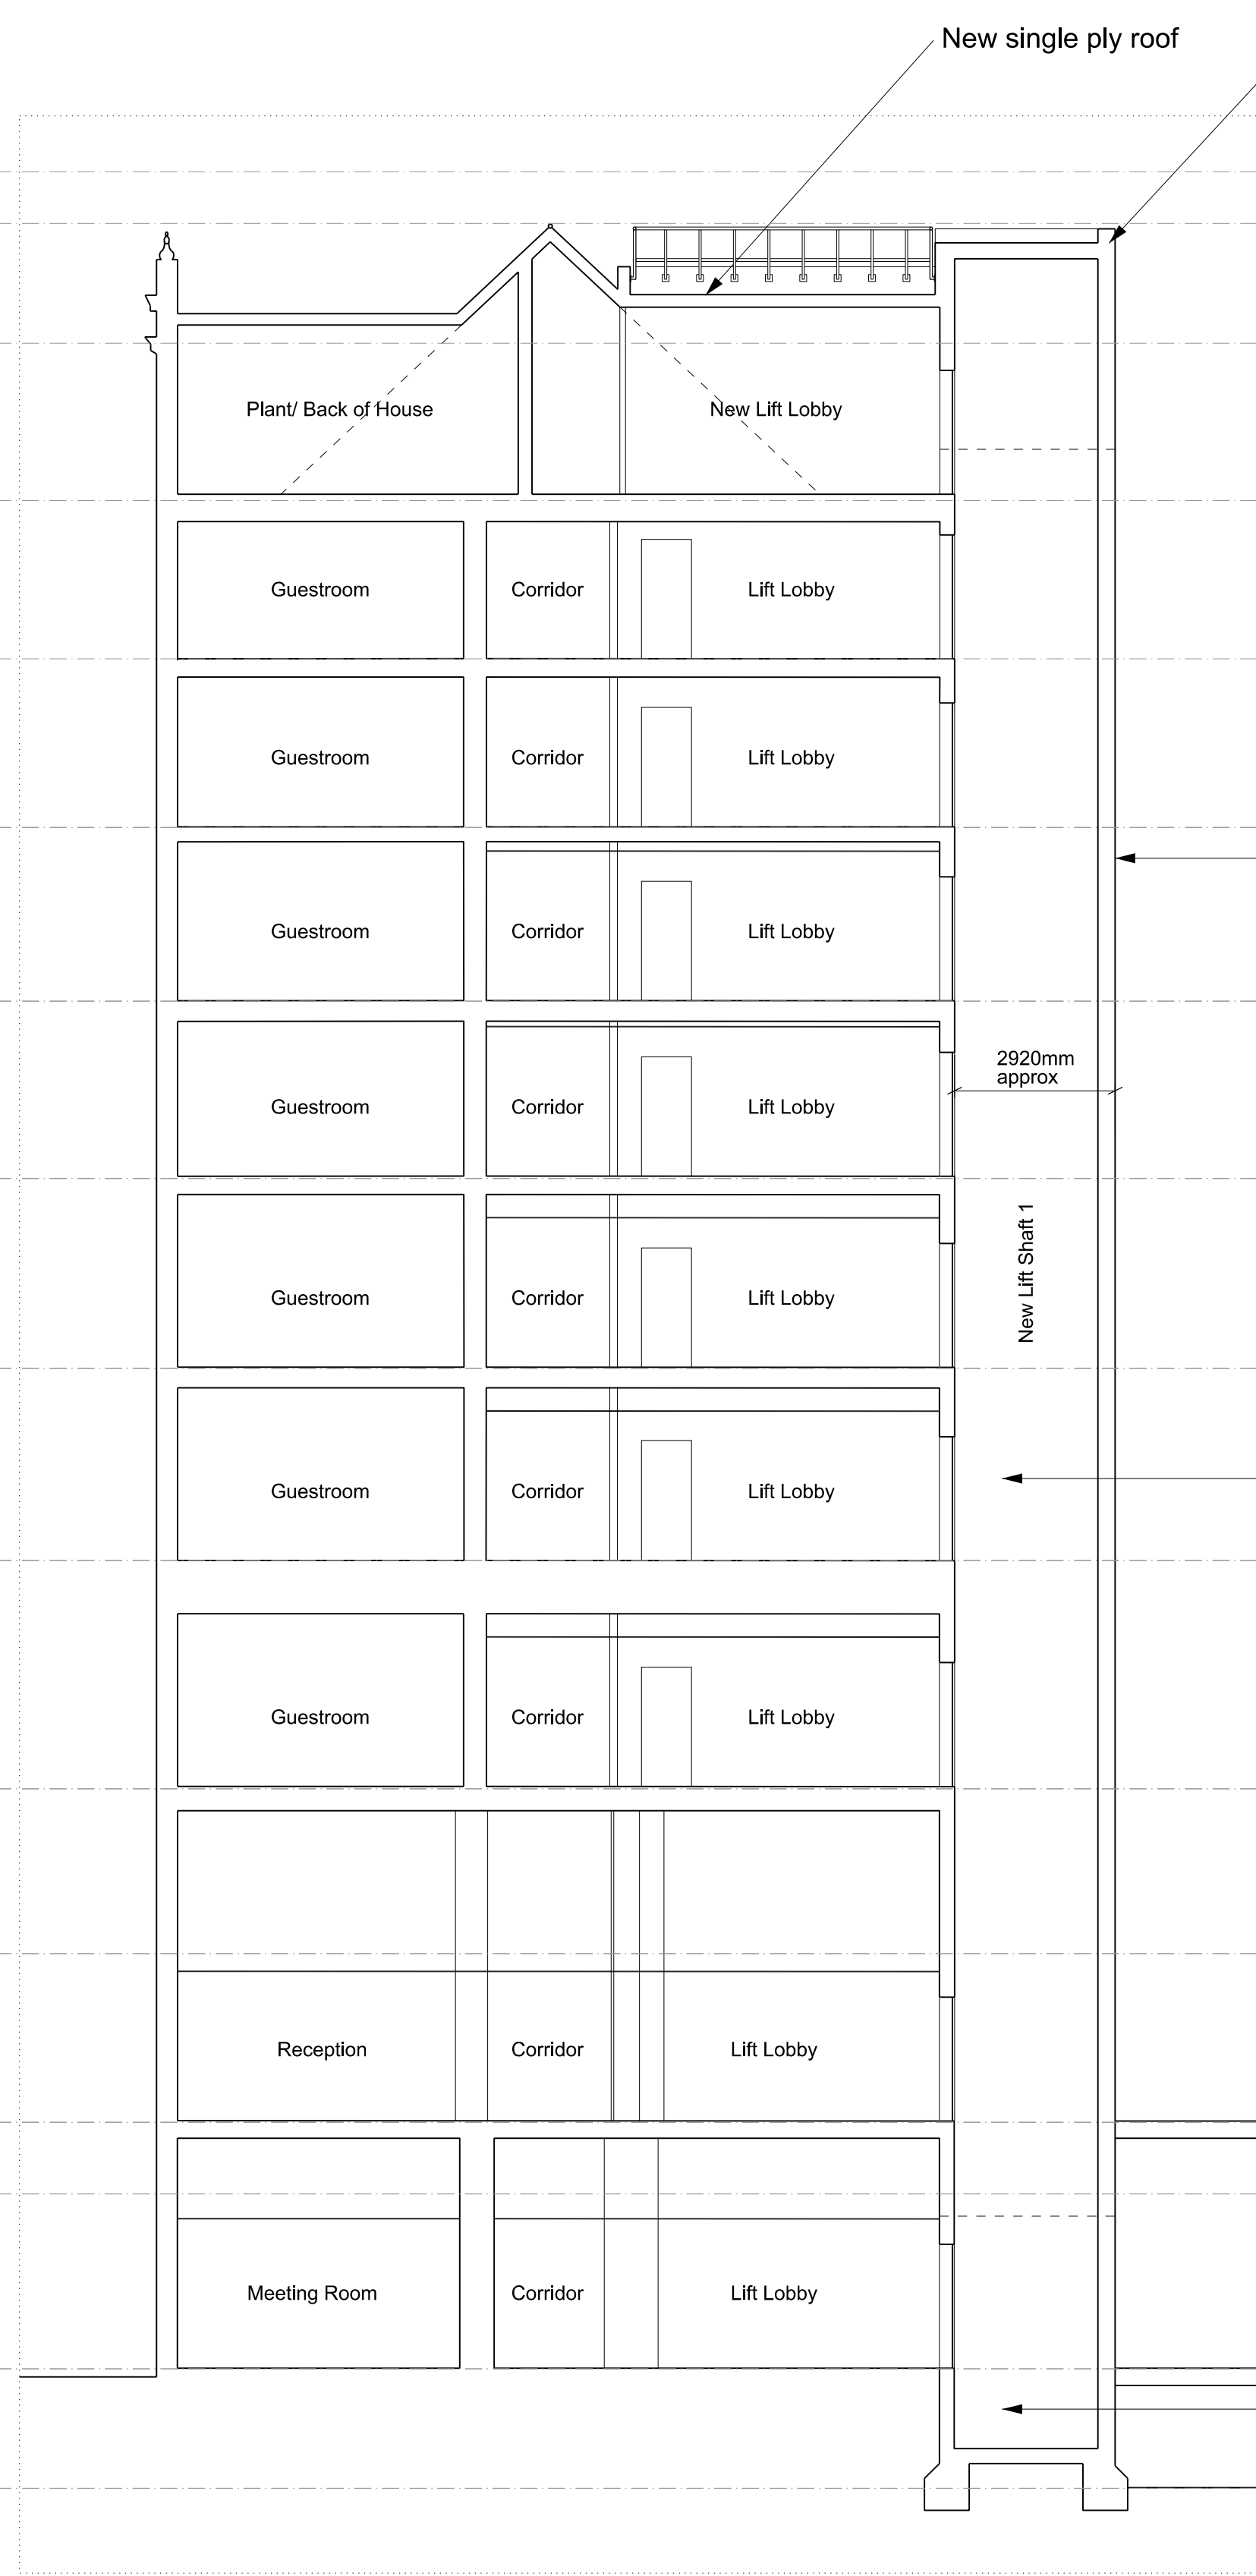 New single ply roof
Plant/ Back of House
New Lift Lobby
Guestroom
Corridor
Lift Lobby
Guestroom
Corridor
Lift Lobby
Guestroom
Corridor
Lift Lobby
2920mm
approx
Guestroom
Corridor
Lift Lobby
New Lift Shaft 1
Guestroom
Corridor
Lift Lobby
Guestroom
Corridor
Lift Lobby
Guestroom
Corridor
Lift Lobby
Reception
Corridor
Lift Lobby
Meeting Room
Corridor
Lift Lobby